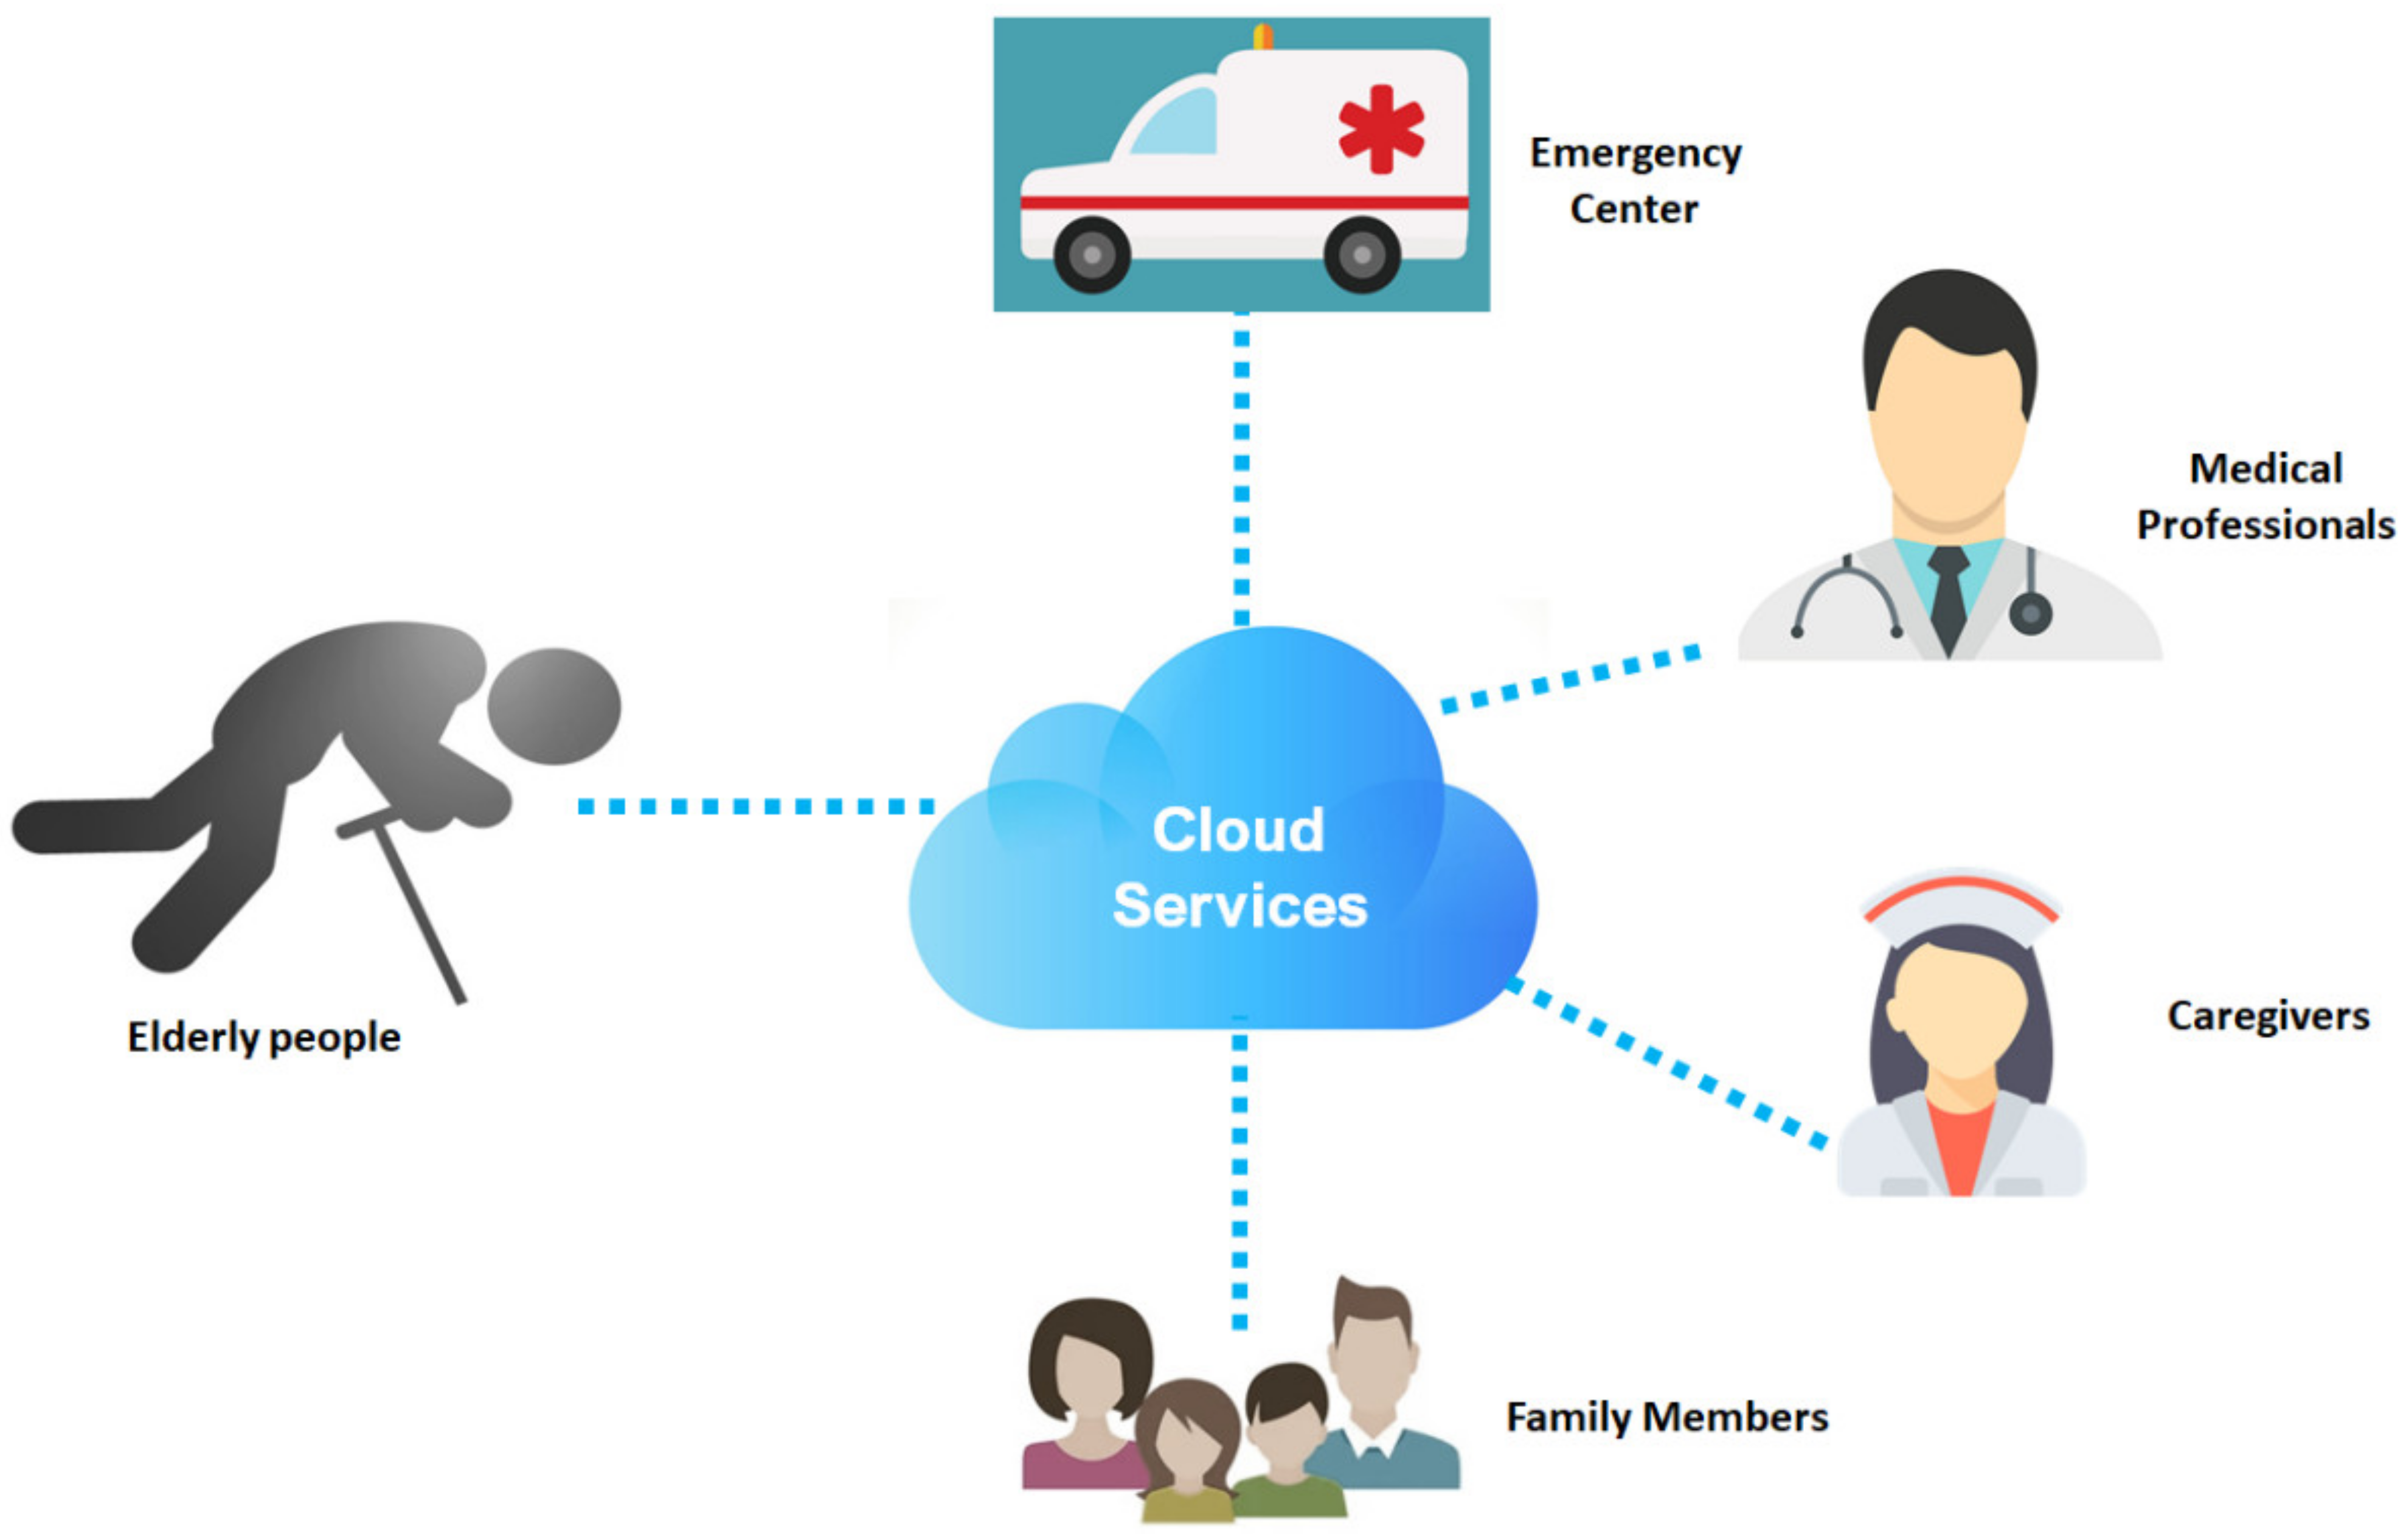 Emergency
Center
Medical
Professionals
Cloud
Services
Elderly people
Caregivers
Family Members